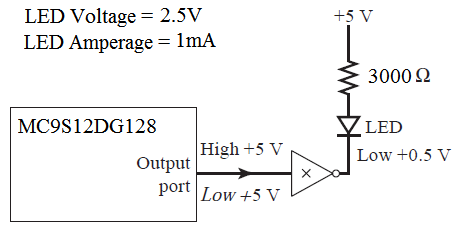 LED Voltage = 2.5V
LED Amperage = 1mA
+5 V
3000 Ω
MC9S12DG128
LED
High +5 V
Low +0.5 V
Output
port
Low +5 V
×